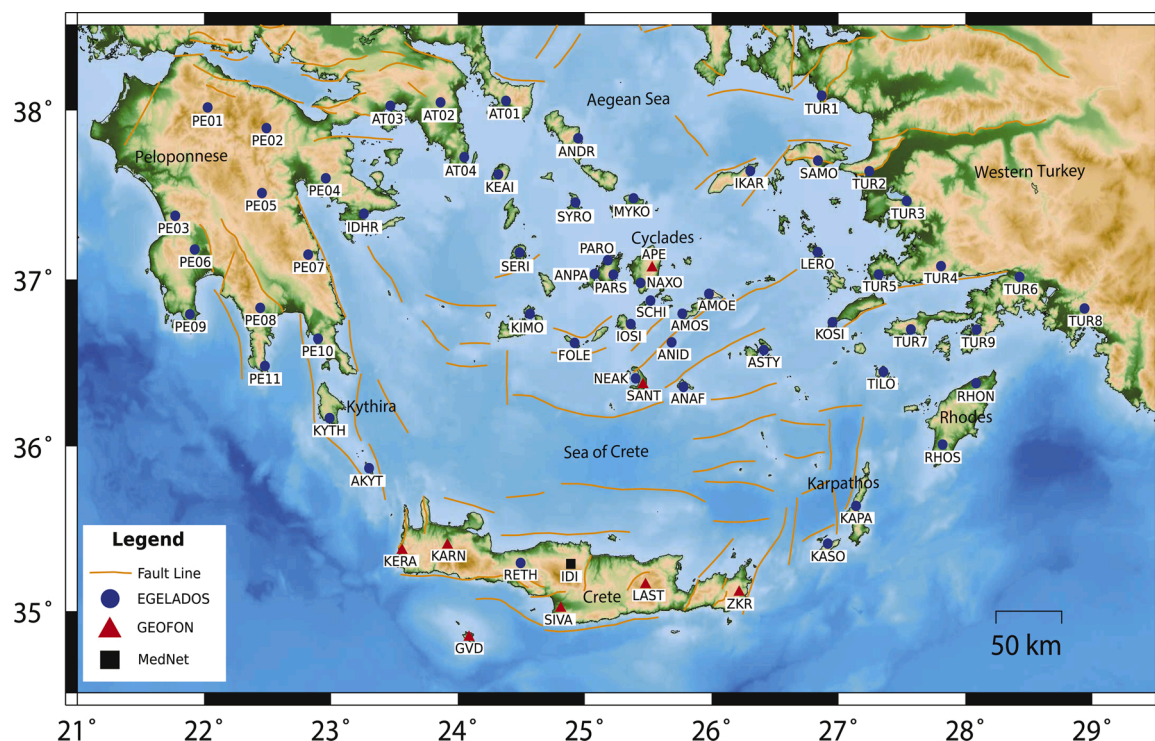 38°
37°
36°
35°
21°
22°
23°
24°
25°
26°
27°
28°
29°
Aegean Sea
Peloponnese
Western Turkey
Cyclades
Kythira
Sea of Crete
Rhodes
Karpathos
Crete
PE01
PE02
AT03
AT02
AT01
TUR1
ANDR
AT04
KEAI
PE04
IKAR
SAMO
TUR2
PE05
SYRO
MYKO
TUR3
PE03
IDHR
PE06
PE07
SERI
PARO
APE
LERO
ANPA
PARS
NAXO
TUR5
TUR4
TUR6
SCHI
AMOE
PE09
PE08
KIMO
IOSI
AMOS
KOSI
TUR7
TUR9
TUR8
PE10
FOLE
ANID
ASTY
PE11
NEAK
SANT
ANAF
TILO
RHON
KYTH
RHOS
AKYT
KAPA
KASO
KERA
KARN
RETH
IDI
LAST
ZKR
SIVA
GVD
Legend
Fault Line
EGELADOS
GEOFON
MedNet
50 km